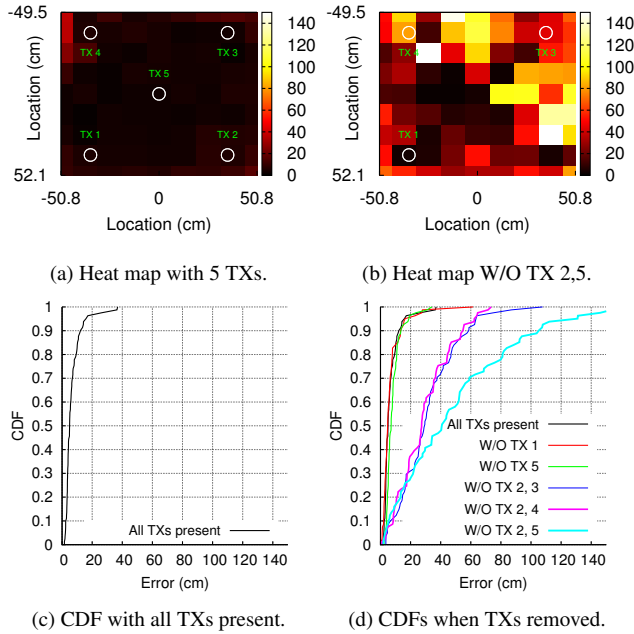 -49.5
52.1
Location (cm)
TX 4
TX 3
TX 5
TX 1
TX 2
-50.8
0
50.8
Location (cm)
140
120
100
80
60
40
20
0
(a) Heat map with 5 TXs.
-49.5
52.1
Location (cm)
TX 4
TX 3
TX 1
-50.8
0
50.8
Location (cm)
140
120
100
80
60
40
20
0
(b) Heat map W/O TX 2,5.
CDF
1
0.9
0.8
0.7
0.6
0.5
0.4
0.3
0.2
0.1
0
All TXs present
0 20 40 60 80 100 120 140
Error (cm)
(c) CDF with all TXs present.
CDF
1
0.9
0.8
0.7
0.6
0.5
0.4
0.3
0.2
0.1
0
All TXs present
W/O TX 1
W/O TX 5
W/O TX 2, 3
W/O TX 2, 4
W/O TX 2, 5
0 20 40 60 80 100 120 140
Error (cm)
(d) CDFs when TXs removed.